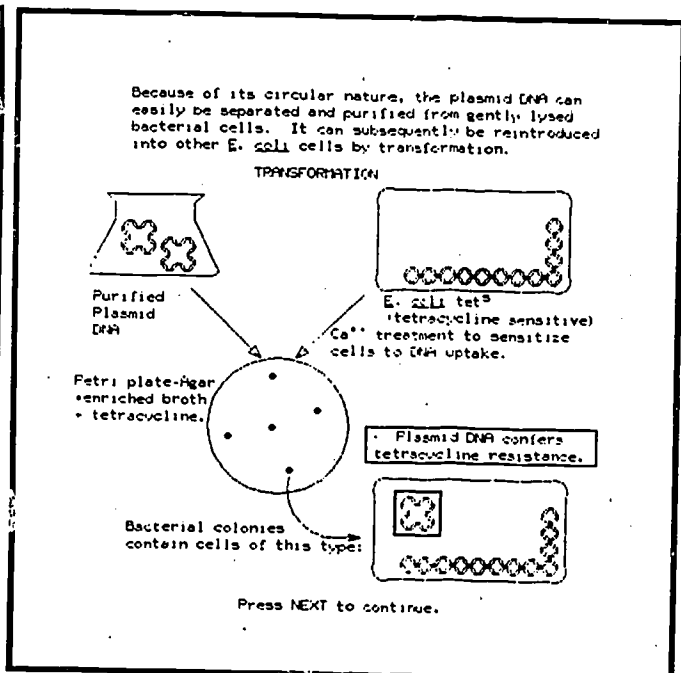 Because of its circular nature, the plasmid DNA can
easily be separated and purified from gently lysed
bacterial cells. It can subsequently be reintroduced
into other E. coli cells by transformation.
TRANSFORMATION
Purified
Plasmid
DNA
E. coli tetˢ
(tetracycline sensitive)
Ca⁺⁺ treatment to sensitize
cells to DNA uptake.
Petri plate-Agar
+enriched broth
+ tetracycline.
Plasmid DNA confers
tetracycline resistance.
Bacterial colonies
contain cells of this type:
Press NEXT to continue.